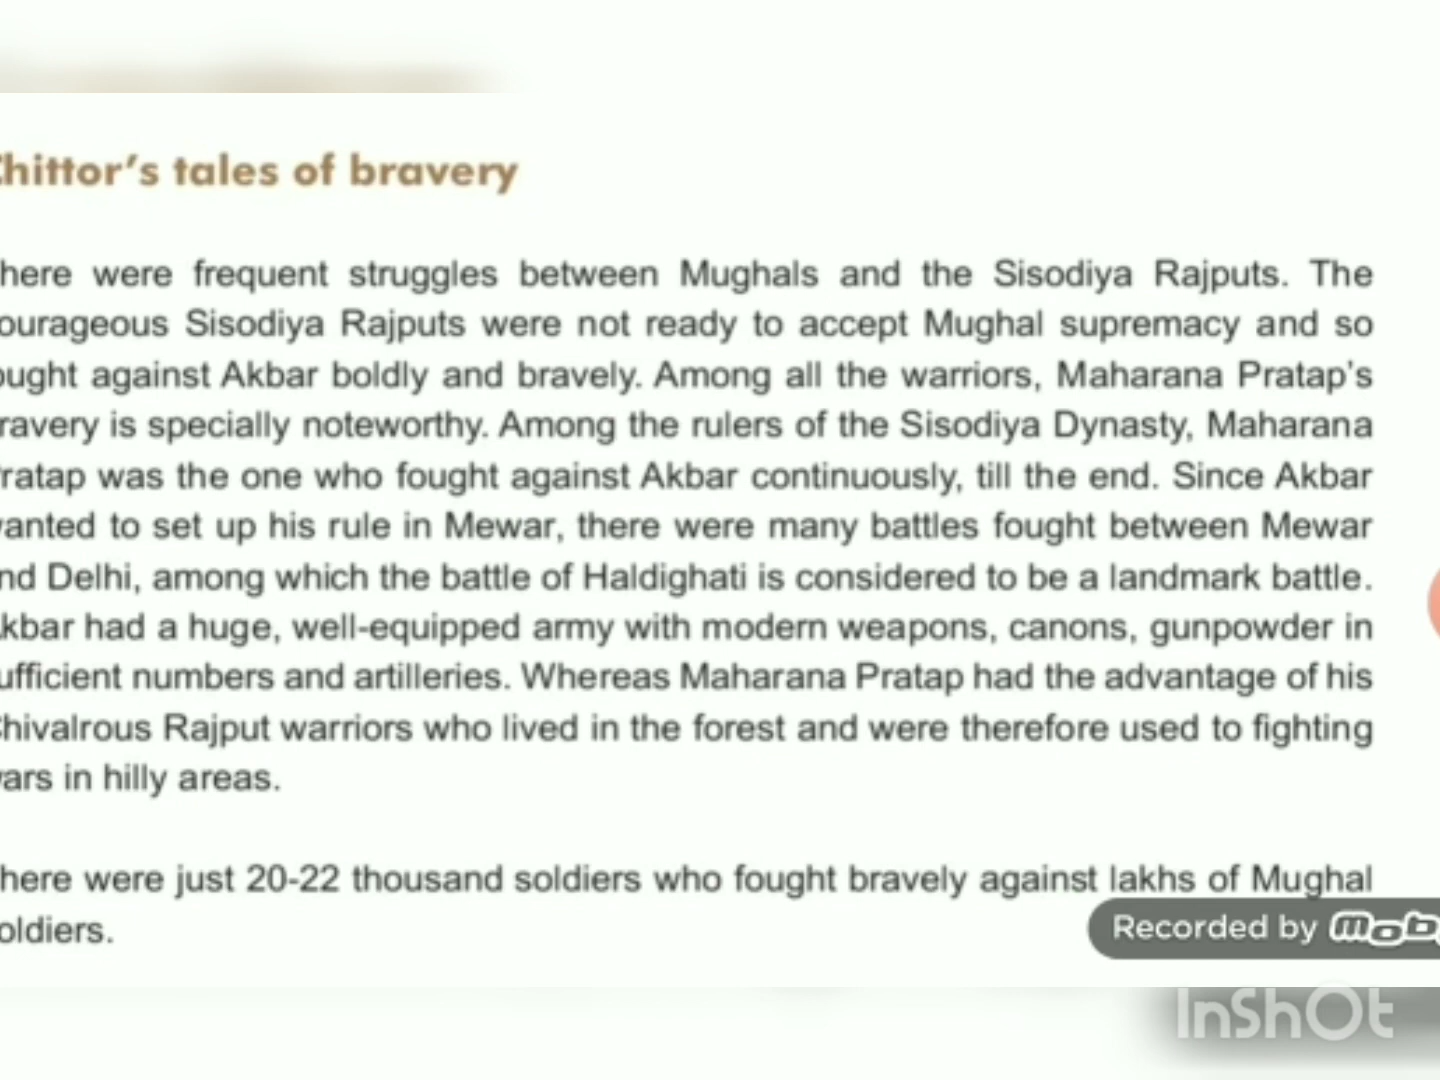 Chittor's tales of bravery
here were frequent struggles between Mughals and the Sisodiya Rajputs. The
ourageous Sisodiya Rajputs were not ready to accept Mughal supremacy and so
ought against Akbar boldly and bravely. Among all the warriors, Maharana Pratap's
ravery is specially noteworthy. Among the rulers of the Sisodiya Dynasty, Maharana
ratap was the one who fought against Akbar continuously, till the end. Since Akbar
wanted to set up his rule in Mewar, there were many battles fought between Mewar
nd Delhi, among which the battle of Haldighati is considered to be a landmark battle.
kbar had a huge, well-equipped army with modern weapons, canons, gunpowder in
ufficient numbers and artilleries. Whereas Maharana Pratap had the advantage of his
Chivalrous Rajput warriors who lived in the forest and were therefore used to fighting
wars in hilly areas.
here were just 20-22 thousand soldiers who fought bravely against lakhs of Mughal
oldiers.
Recorded by mob
InShOt